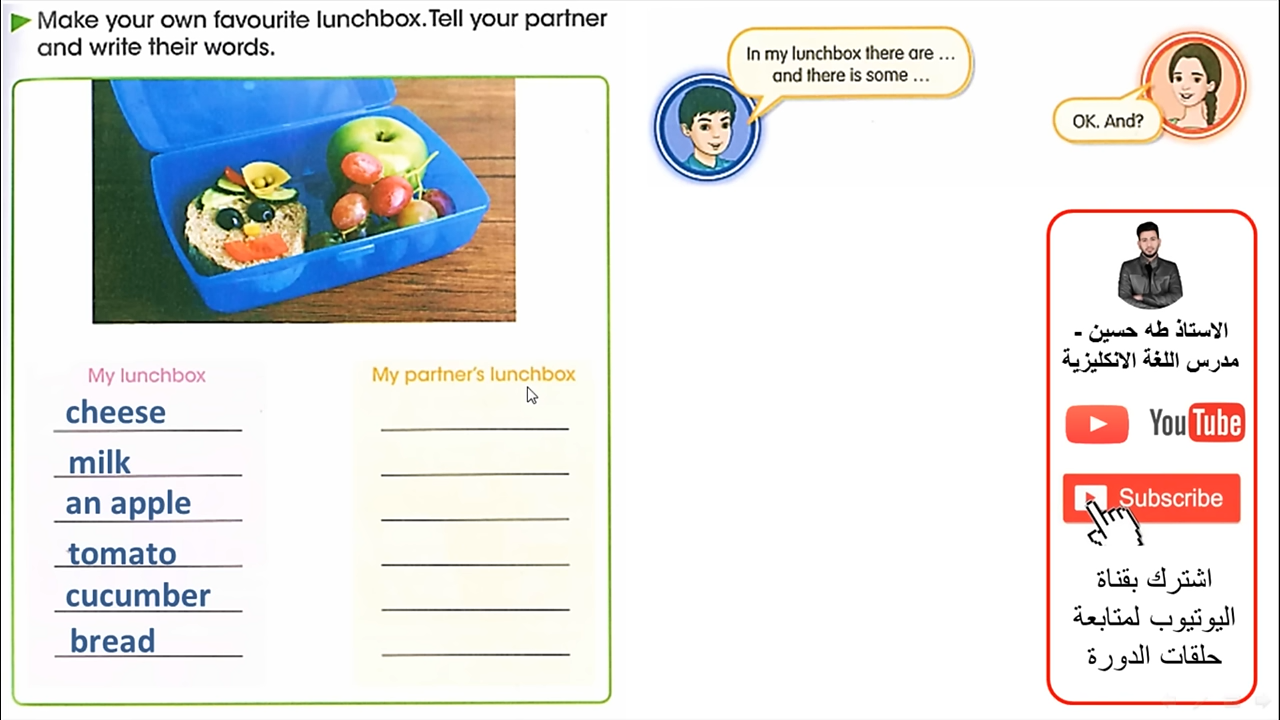 Make your own favourite lunchbox. Tell your partner
and write their words.
In my lunchbox there are ...
and there is some ...
OK. And?
My lunchbox
cheese
milk
an apple
tomato
cucumber
bread
My partner's lunchbox
الاستاذ طه حسين -
مدرس اللغة الانكليزية
YouTube
Subscribe
اشترك بقناة
اليوتيوب لمتابعة
حلقات الدورة